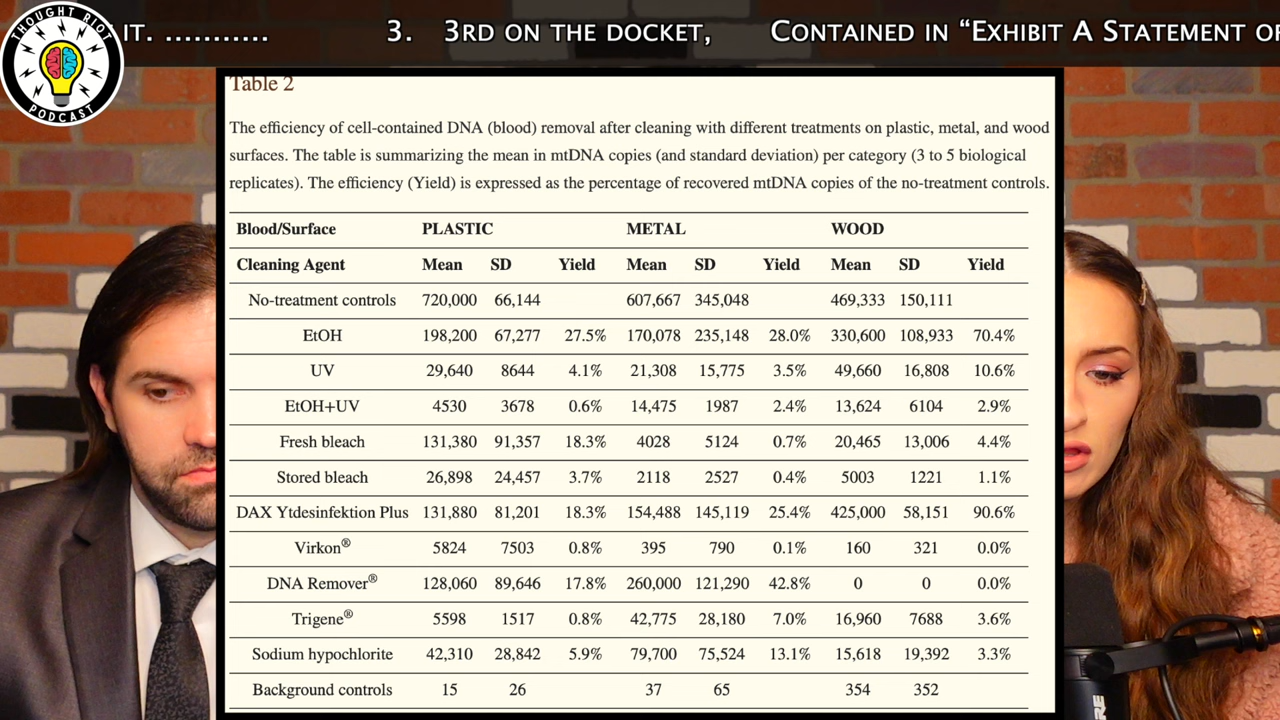 IT. ........... 3. 3RD ON THE DOCKET, CONTAINED IN “EXHIBIT A STATEMENT OF
THOUGHT RIOT
PODCAST
Table 2
The efficiency of cell-contained DNA (blood) removal after cleaning with different treatments on plastic, metal, and wood
surfaces. The table is summarizing the mean in mtDNA copies (and standard deviation) per category (3 to 5 biological
replicates). The efficiency (Yield) is expressed as the percentage of recovered mtDNA copies of the no-treatment controls.
Blood/Surface PLASTIC METAL WOOD
Cleaning Agent Mean SD Yield Mean SD Yield Mean SD Yield
No-treatment controls 720,000 66,144 607,667 345,048 469,333 150,111
EtOH 198,200 67,277 27.5% 170,078 235,148 28.0% 330,600 108,933 70.4%
UV 29,640 8644 4.1% 21,308 15,775 3.5% 49,660 16,808 10.6%
EtOH+UV 4530 3678 0.6% 14,475 1987 2.4% 13,624 6104 2.9%
Fresh bleach 131,380 91,357 18.3% 4028 5124 0.7% 20,465 13,006 4.4%
Stored bleach 26,898 24,457 3.7% 2118 2527 0.4% 5003 1221 1.1%
DAX Ytdesinfektion Plus 131,880 81,201 18.3% 154,488 145,119 25.4% 425,000 58,151 90.6%
Virkon® 5824 7503 0.8% 395 790 0.1% 160 321 0.0%
DNA Remover® 128,060 89,646 17.8% 260,000 121,290 42.8% 0 0 0.0%
Trigene® 5598 1517 0.8% 42,775 28,180 7.0% 16,960 7688 3.6%
Sodium hypochlorite 42,310 28,842 5.9% 79,700 75,524 13.1% 15,618 19,392 3.3%
Background controls 15 26 37 65 354 352